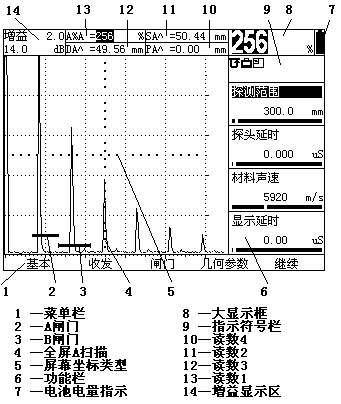 14 13 12 11 10 9 8 7
增益 2.0 A%A =256 % SA^ =50.44 mm 256 %
14.0 dB DA^ =49.56 mm PA^ =0.00 mm
探测范围
300.0 mm
探头延时
0.000 uS
材料声速
5920 m/s
显示延时
0.00 uS
基本 收发 闸门 几何参数 继续
1 2 3 4 5 6
1 —菜单栏
2 —A闸门
3 —B闸门
4 —全屏A扫描
5 —屏幕坐标类型
6 —功能栏
7 —电池电量指示
8 —大显示框
9 —指示符号栏
10—读数4
11—读数2
12—读数3
13—读数1
14—增益显示区